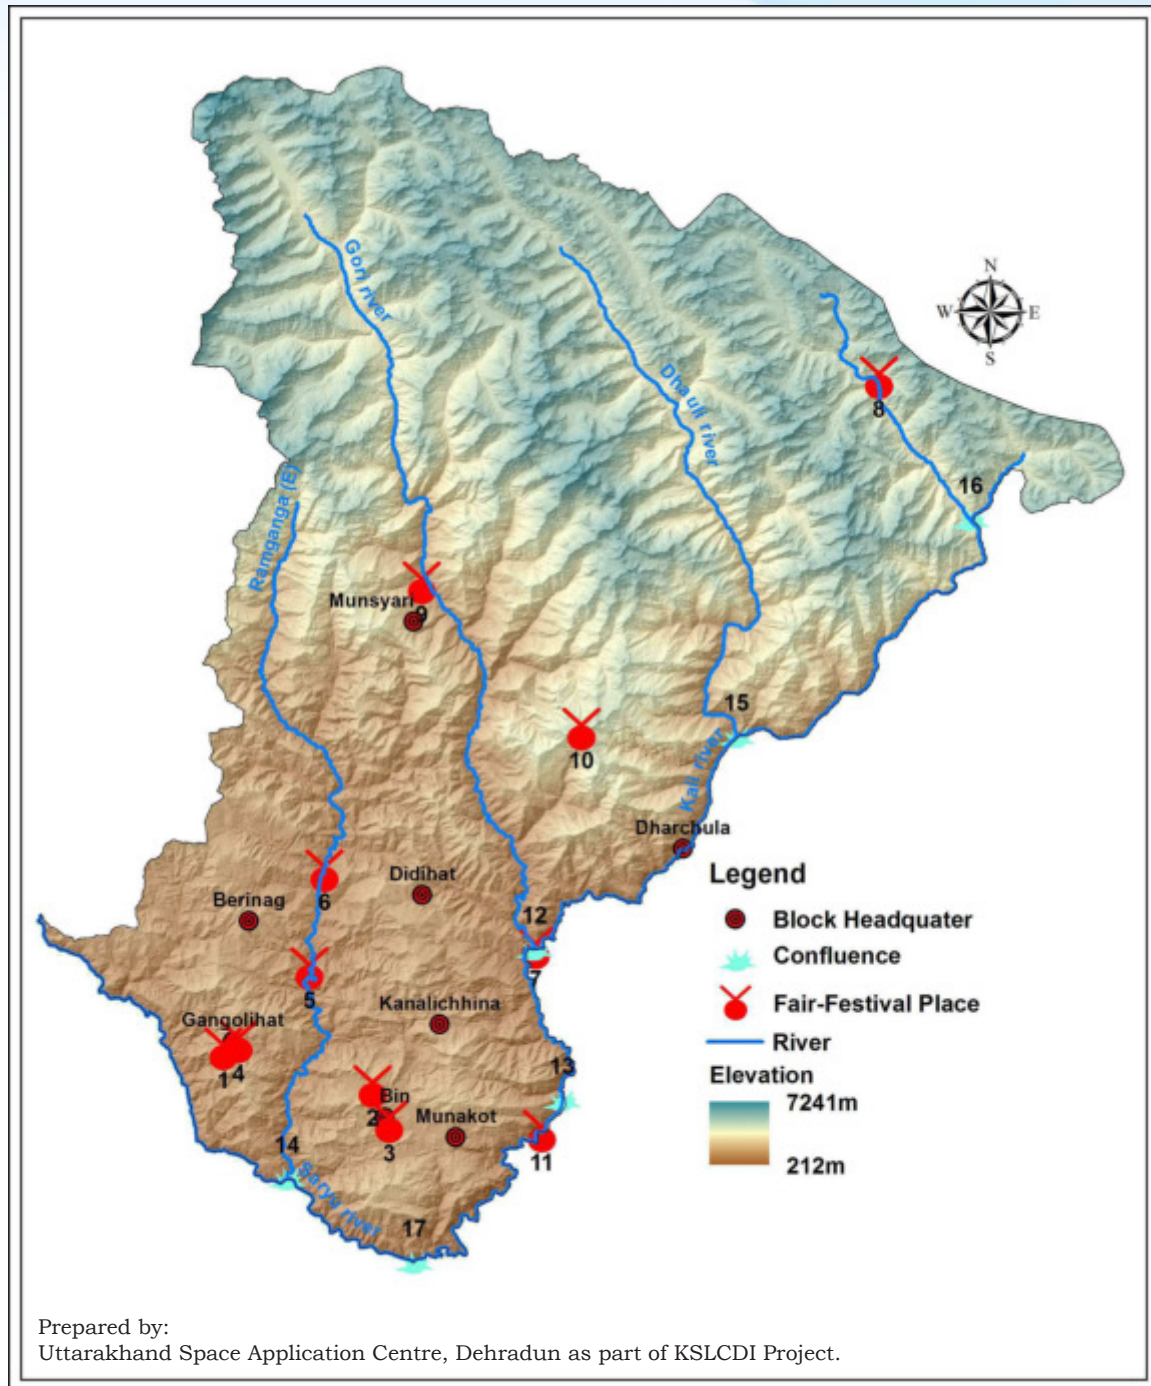 N
W
E
S
Gori river
Dhauli river
8
16
Ramganga (E)
Munsyari
9
15
10
Kali river
Dharchula
Legend
Didihat
Berinag
6
12
Block Headquater
Confluence
7
5
Kanalichhina
Fair-Festival Place
Gangolihat
River
13
1
4
Elevation
Bin
2
Munakot
7241m
3
14
11
212m
Saryu river
17
Prepared by:
Uttarakhand Space Application Centre, Dehradun as part of KSLCDI Project.